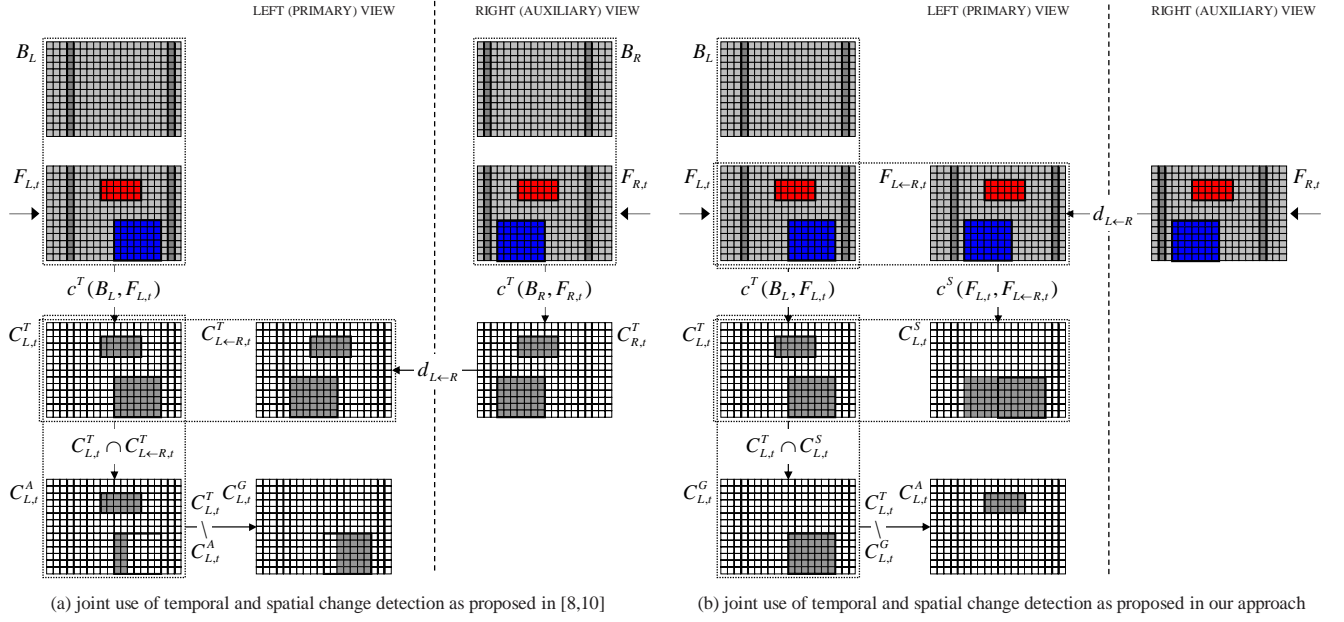 LEFT (PRIMARY) VIEW
RIGHT (AUXILIARY) VIEW
LEFT (PRIMARY) VIEW
RIGHT (AUXILIARY) VIEW
B_L
B_R
B_L
F_{L,t}
F_{R,t}
F_{L,t}
F_{L←R,t}
d_{L←R}
F_{R,t}
c^T(B_L, F_{L,t})
c^T(B_R, F_{R,t})
c^T(B_L, F_{L,t})
c^S(F_{L,t}, F_{L←R,t})
C^T_{L,t}
C^T_{L←R,t}
d_{L←R}
C^T_{R,t}
C^T_{L,t}
C^S_{L,t}
C^T_{L,t} ∩ C^T_{L←R,t}
C^T_{L,t} ∩ C^S_{L,t}
C^A_{L,t}
C^T_{L,t}
\
C^A_{L,t}
C^G_{L,t}
C^G_{L,t}
C^T_{L,t}
\
C^G_{L,t}
C^A_{L,t}
(a) joint use of temporal and spatial change detection as proposed in [8,10]
(b) joint use of temporal and spatial change detection as proposed in our approach